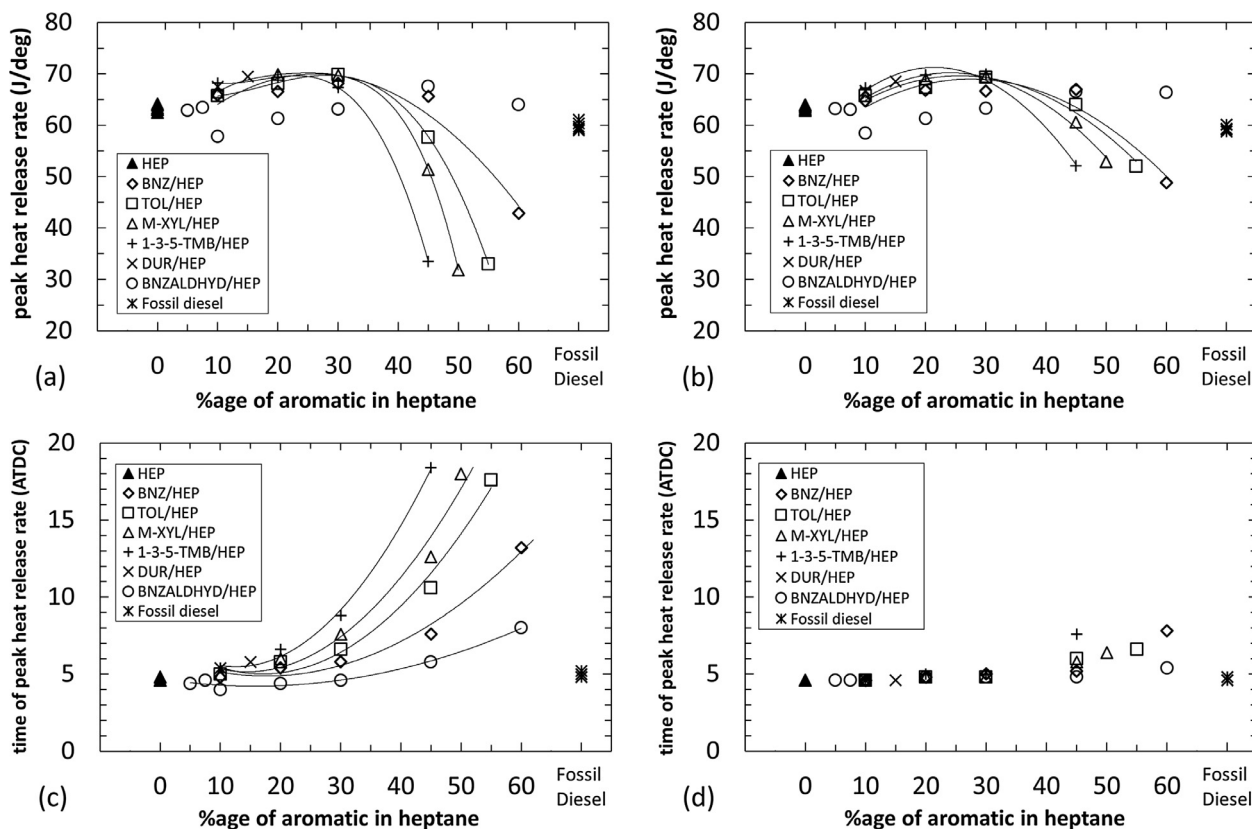 80
70
60
50
40
30
20
peak heat release rate (J/deg)
HEP
BNZ/HEP
TOL/HEP
M-XYL/HEP
1-3-5-TMB/HEP
DUR/HEP
BNZALDHYD/HEP
Fossil diesel
0 10 20 30 40 50 60
Fossil
Diesel
(a)
%age of aromatic in heptane
80
70
60
50
40
30
20
peak heat release rate (J/deg)
HEP
BNZ/HEP
TOL/HEP
M-XYL/HEP
1-3-5-TMB/HEP
DUR/HEP
BNZALDHYD/HEP
Fossil diesel
0 10 20 30 40 50 60
Fossil
Diesel
(b)
%age of aromatic in heptane
20
15
10
5
0
time of peak heat release rate (ATDC)
HEP
BNZ/HEP
TOL/HEP
M-XYL/HEP
1-3-5-TMB/HEP
DUR/HEP
BNZALDHYD/HEP
Fossil diesel
0 10 20 30 40 50 60
Fossil
Diesel
(c)
%age of aromatic in heptane
20
15
10
5
0
time of peak heat release rate (ATDC)
HEP
BNZ/HEP
TOL/HEP
M-XYL/HEP
1-3-5-TMB/HEP
DUR/HEP
BNZALDHYD/HEP
Fossil diesel
0 10 20 30 40 50 60
Fossil
Diesel
(d)
%age of aromatic in heptane